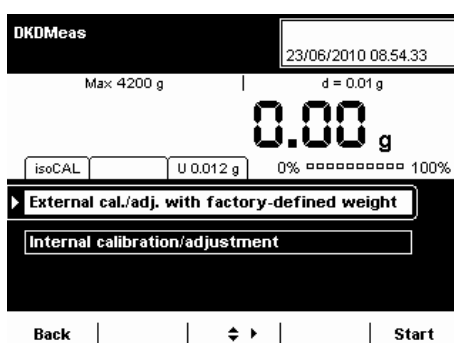 DKDMeas
23/06/2010 08.54.33
Max 4200 g d = 0.01 g
0.00 g
isoCAL U 0.012 g 0% 100%
External cal./adj. with factory-defined weight
Internal calibration/adjustment
Back Start